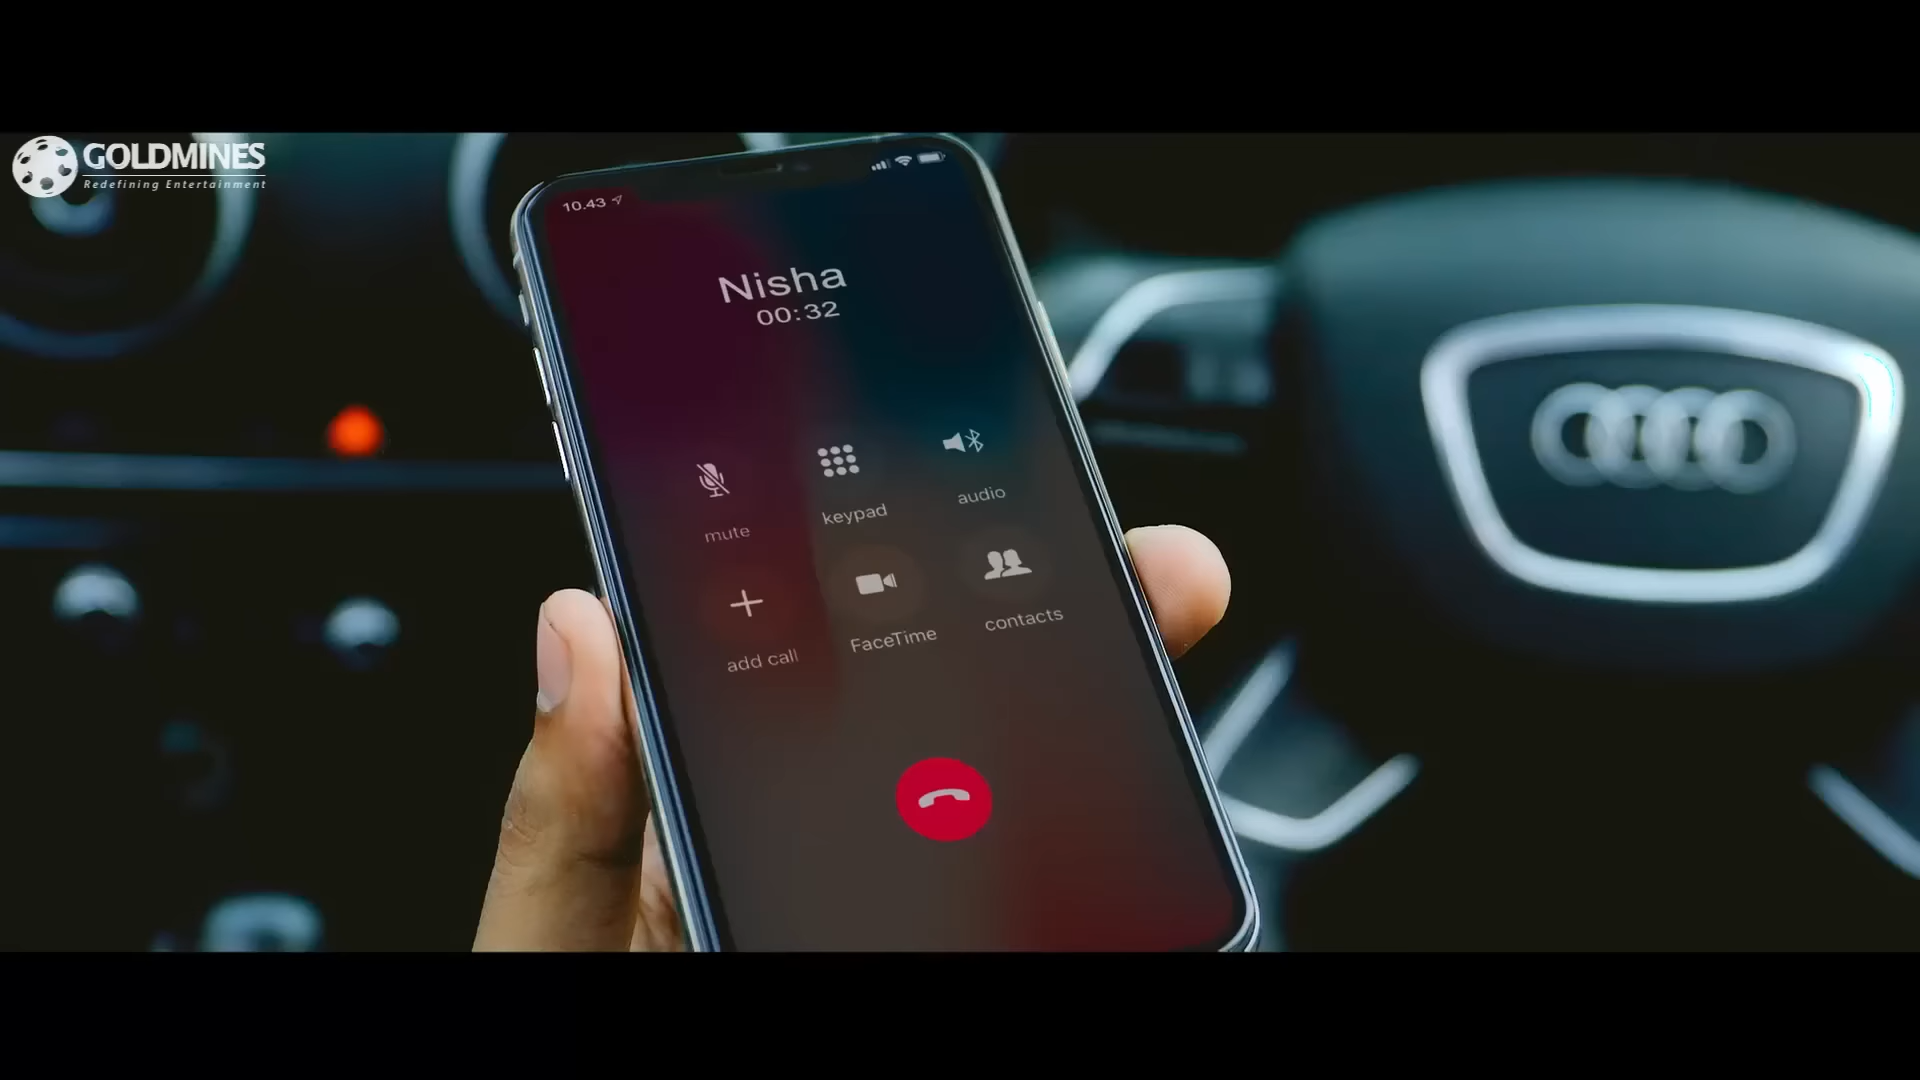 GOLDMINES
Redefining Entertainment
10.43
Nisha
00:32
mute
keypad
audio
add call
FaceTime
contacts